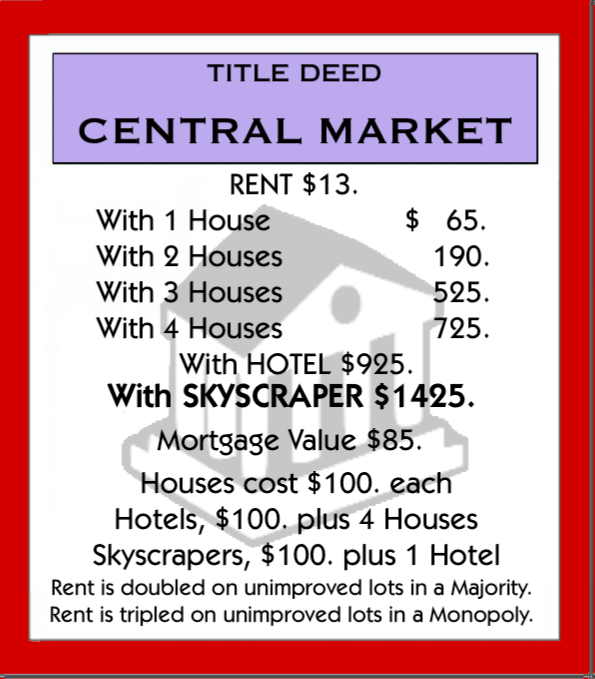 TITLE DEED
CENTRAL MARKET
RENT $13.
With 1 House $ 65.
With 2 Houses 190.
With 3 Houses 525.
With 4 Houses 725.
With HOTEL $925.
With SKYSCRAPER $1425.
Mortgage Value $85.
Houses cost $100. each
Hotels, $100. plus 4 Houses
Skyscrapers, $100. plus 1 Hotel
Rent is doubled on unimproved lots in a Majority.
Rent is tripled on unimproved lots in a Monopoly.